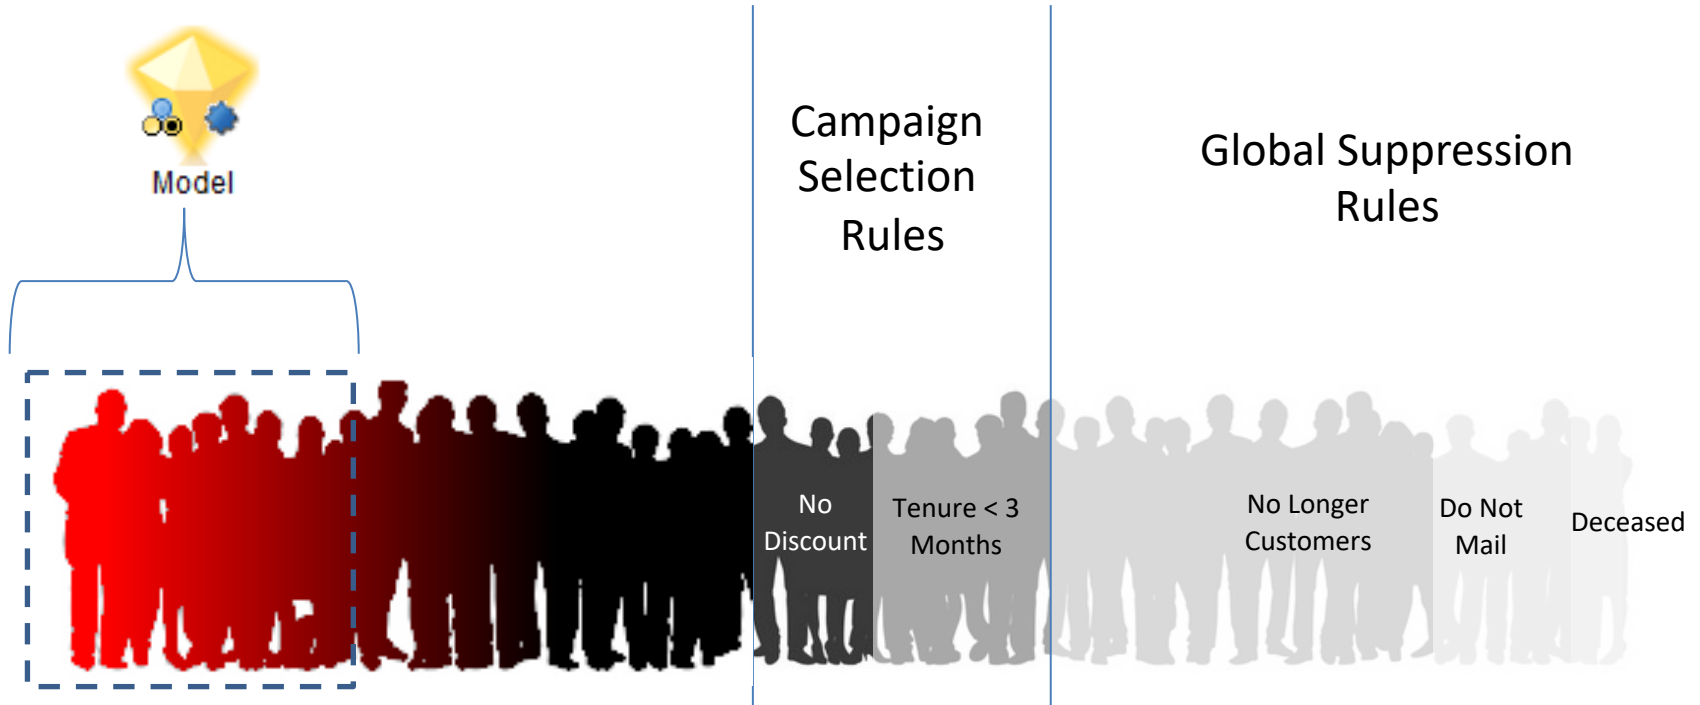 Model
Campaign
Selection
Rules
Global Suppression
Rules
No
Discount
Tenure < 3
Months
No Longer
Customers
Do Not
Mail
Deceased